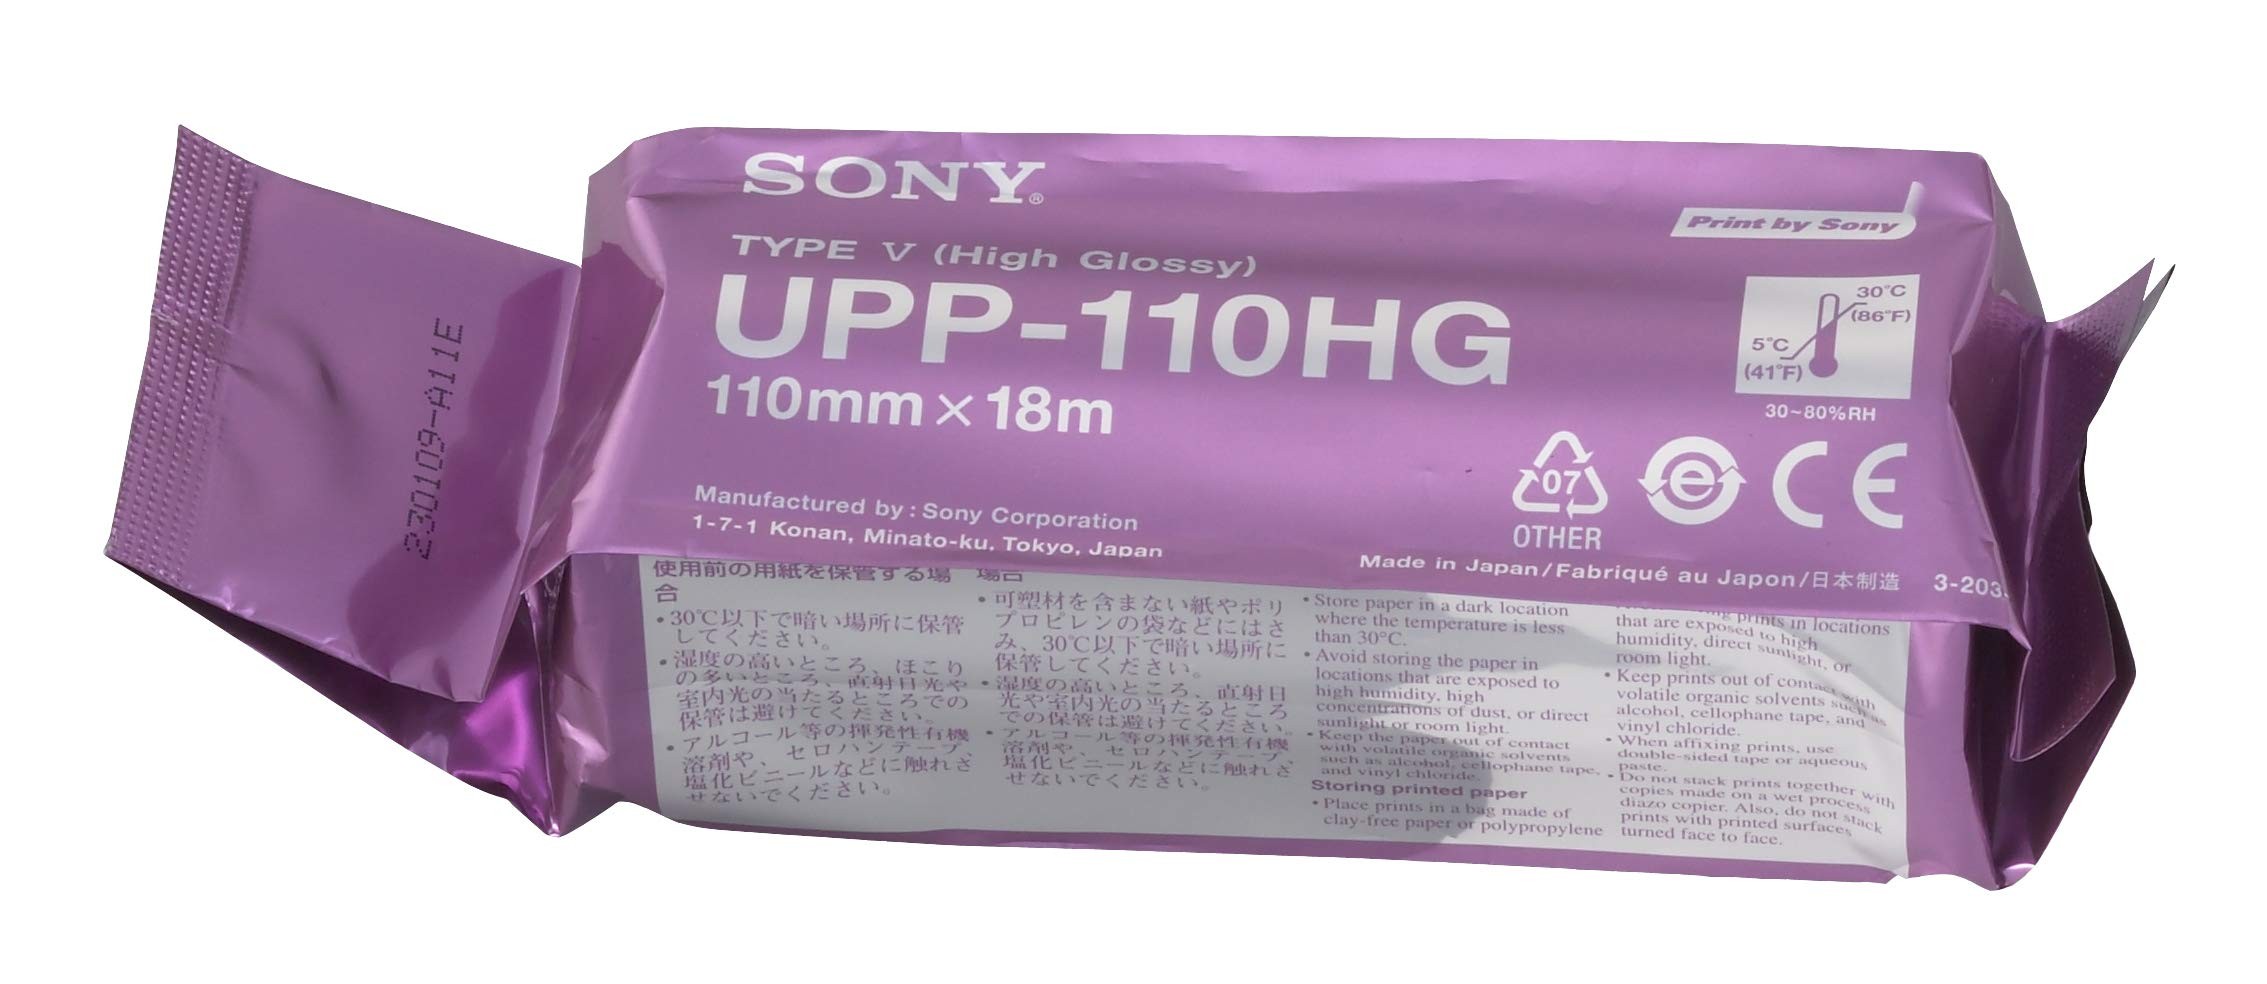 SONY®
Print by Sony
TYPE V (High Glossy)
UPP-110HG
110mm×18m
30℃
(86℉)
5℃
(41℉)
30~80%RH
07
OTHER
e
CE
Manufactured by: Sony Corporation
1-7-1 Konan, Minato-ku, Tokyo, Japan
Made in Japan/Fabriqué au Japon/日本制造
3-203
230109-A11E
使用前の用紙を保管する場
合
•30℃以下で暗い場所に保管
してください。
•湿度の高いところ、ほこり
の多いところ、直射日光や
室内光の当たるところでの
保管は避けてください。
•アルコール等の揮発性有機
溶剤や、セロハンテープ、
塩化ビニールなどに触れさ
せないでください。
場合
•可塑材を含まない紙やポリ
プロピレンの袋などにはさ
み、30℃以下で暗い場所に
保管してください。
•湿度の高いところ、直射日
光や室内光の当たるところ
での保管は避けてください。
•アルコール等の揮発性有機
溶剤や、セロハンテープ、
塩化ビニールなどに触れさ
せないでください。
•Store paper in a dark location
where the temperature is less
than 30°C.
•Avoid storing the paper in
locations that are exposed to
high humidity, high
concentrations of dust, or direct
sunlight or room light.
•Keep the paper out of contact
with volatile organic solvents
such as alcohol, cellophane tape,
and vinyl chloride.
Storing printed paper
•Place prints in a bag made of
clay-free paper or polypropylene
prints in locations
that are exposed to high
humidity, direct sunlight, or
room light.
•Keep prints out of contact with
volatile organic solvents such as
alcohol, cellophane tape, and
vinyl chloride.
•When affixing prints, use
double-sided tape or aqueous
paste.
•Do not stack prints together with
copies made on a wet process
diazo copier. Also, do not stack
prints with printed surfaces
turned face to face.